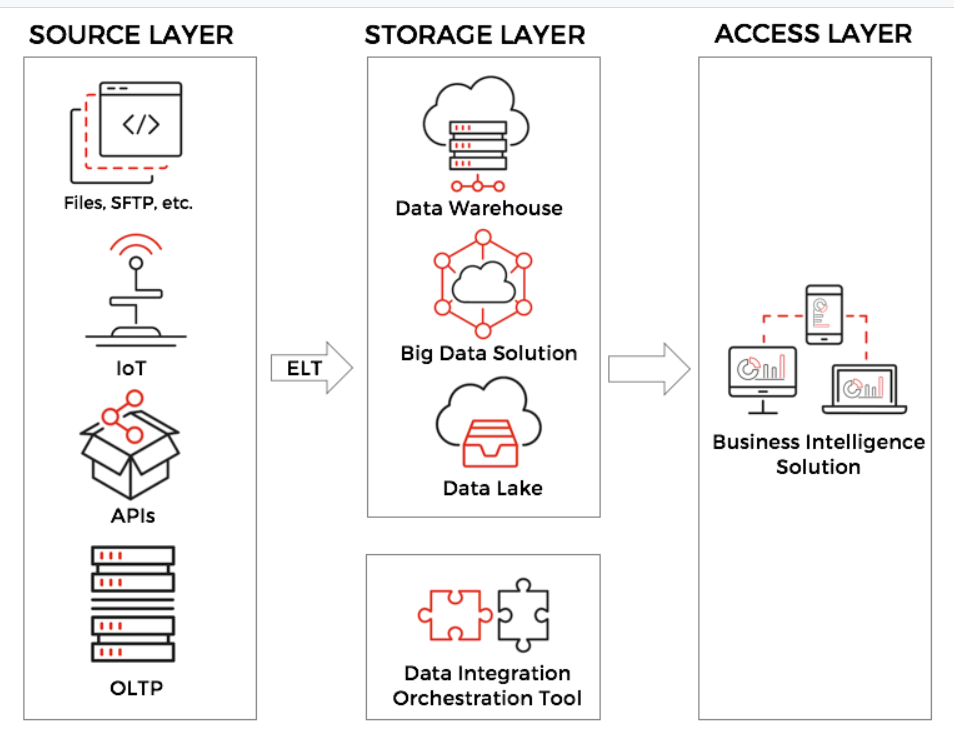 SOURCE LAYER
Files, SFTP, etc.
IoT
APIs
OLTP
ELT
STORAGE LAYER
Data Warehouse
Big Data Solution
Data Lake
Data Integration
Orchestration Tool
ACCESS LAYER
Business Intelligence
Solution